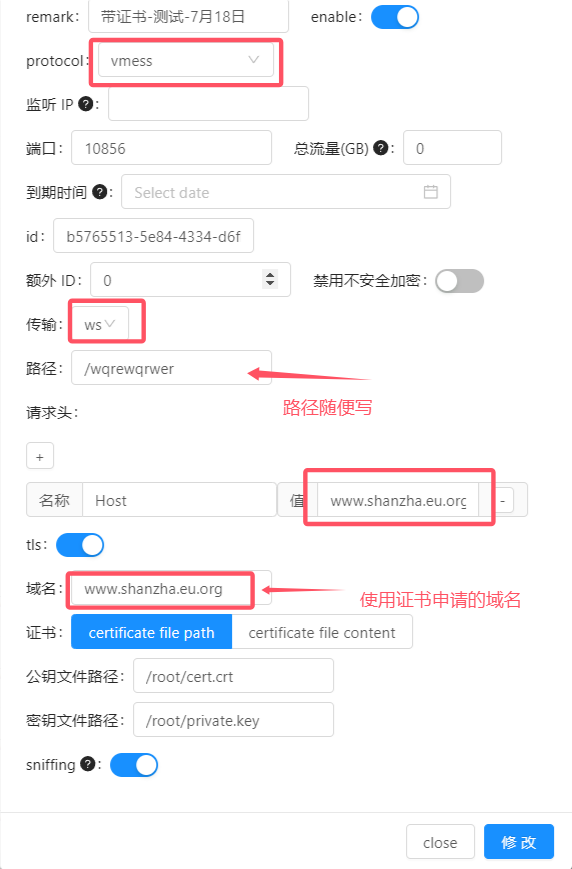 remark: 带证书-测试-7月18日 enable:
protocol: vmess
监听 IP ? :
端口: 10856 总流量(GB) ? : 0
到期时间 ? : Select date
id: b5765513-5e84-4334-d6f
额外 ID: 0 禁用不安全加密:
传输: ws
路径: /wqrewqrwer
路径随便写
请求头:
+
名称 Host 值 www.shanzha.eu.org -
tls:
域名: www.shanzha.eu.org
使用证书申请的域名
证书: certificate file path certificate file content
公钥文件路径: /root/cert.crt
密钥文件路径: /root/private.key
sniffing ? :
close 修 改